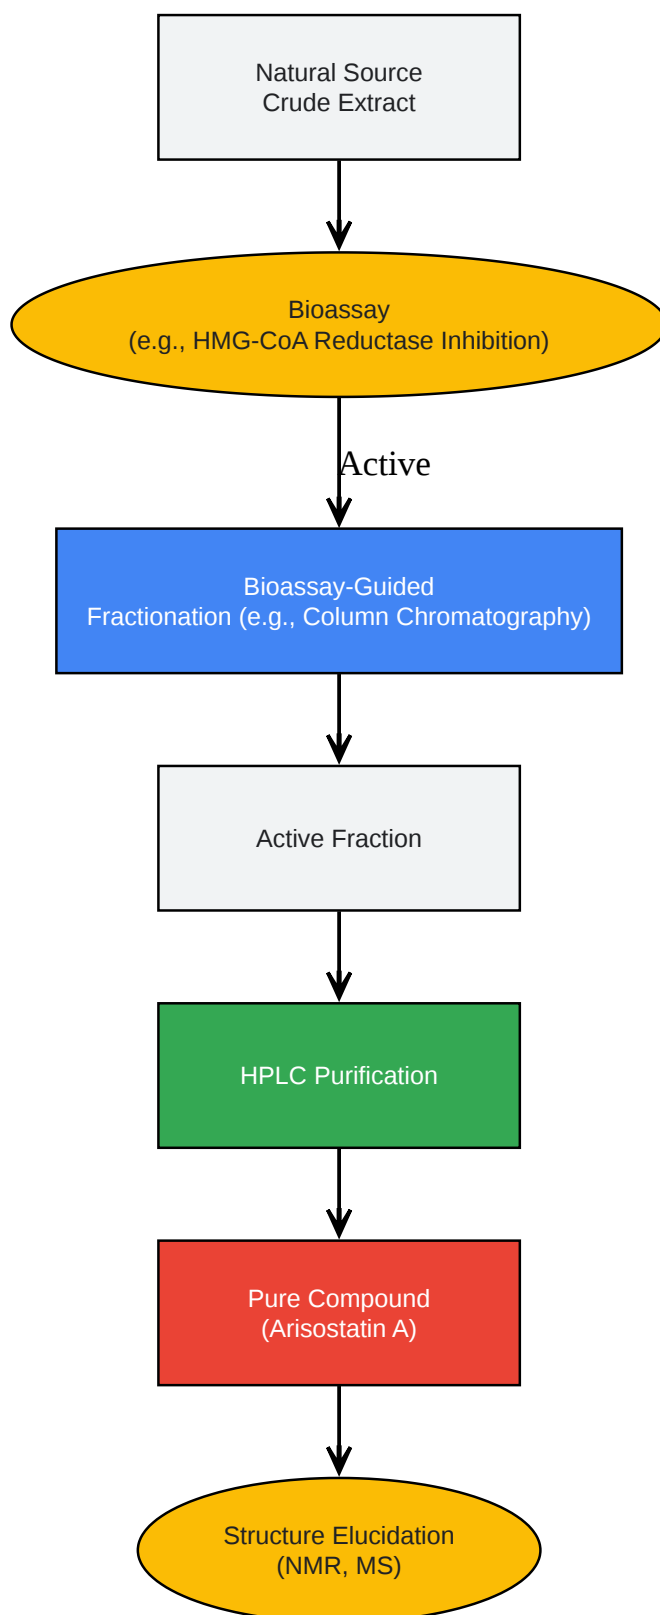 Natural Source
Crude Extract
Bioassay
(e.g., HMG-CoA Reductase Inhibition)
Active
Bioassay-Guided
Fractionation (e.g., Column Chromatography)
Active Fraction
HPLC Purification
Pure Compound
(Arisostatin A)
Structure Elucidation
(NMR, MS)